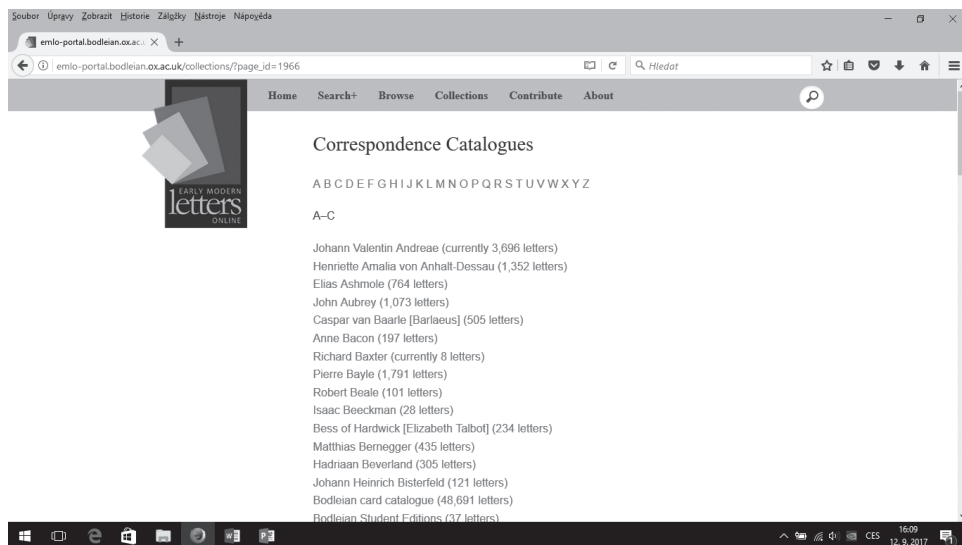 Soubor Úpravy Zobrazit Historie Záložky Nástroje Nápověda
emlo-portal.bodleian.ox.ac.u
emlo-portal.bodleian.ox.ac.uk/collections/?page_id=1966
Hledat
Home Search+ Browse Collections Contribute About
EARLY MODERN
letters
ONLINE
Correspondence Catalogues
A B C D E F G H I J K L M N O P Q R S T U V W X Y Z
A–C
Johann Valentin Andreae (currently 3,696 letters)
Henriette Amalia von Anhalt-Dessau (1,352 letters)
Elias Ashmole (764 letters)
John Aubrey (1,073 letters)
Caspar van Baarle [Barlaeus] (505 letters)
Anne Bacon (197 letters)
Richard Baxter (currently 8 letters)
Pierre Bayle (1,791 letters)
Robert Beale (101 letters)
Isaac Beeckman (28 letters)
Bess of Hardwick [Elizabeth Talbot] (234 letters)
Matthias Bernegger (435 letters)
Hadriaan Beverland (305 letters)
Johann Heinrich Bisterfeld (121 letters)
Bodleian card catalogue (48,691 letters)
Bodleian Student Editions (37 letters)
CES
16:09
12. 9. 2017